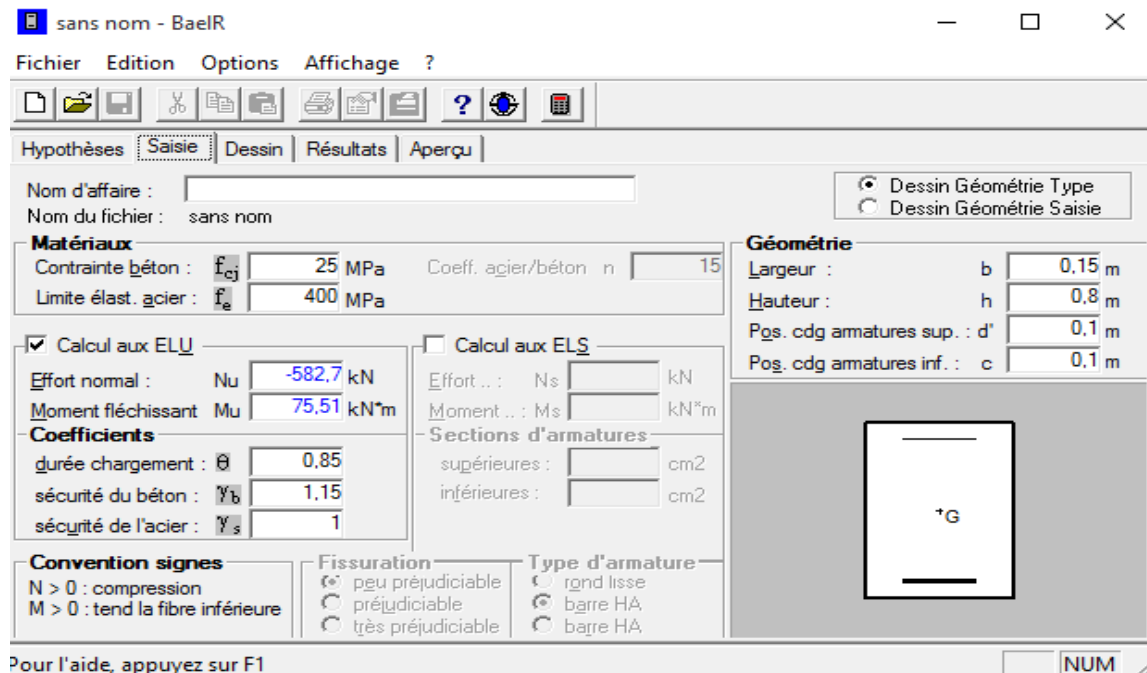 sans nom - BaelR
Fichier Edition Options Affichage ?
Hypothèses Saisie Dessin Résultats Aperçu
Nom d'affaire :
Nom du fichier : sans nom
Dessin Géométrie Type
Dessin Géométrie Saisie
Matériaux
Contrainte béton : fcj 25 MPa Coeff. acier/béton n 15
Limite élast. acier : fe 400 MPa
Géométrie
Largeur : b 0,15 m
Hauteur : h 0,8 m
Pos. cdg armatures sup. : d' 0,1 m
Pos. cdg armatures inf. : c 0,1 m
Calcul aux ELU
Effort normal : Nu -582,7 kN
Moment fléchissant Mu 75,51 kN*m
Coefficients
durée chargement : θ 0,85
sécurité du béton : γb 1,15
sécurité de l'acier : γs 1
Calcul aux ELS
Effort .. : Ns kN
Moment .. : Ms kN*m
Sections d'armatures
supérieures : cm2
inférieures : cm2
+G
Convention signes
N > 0 : compression
M > 0 : tend la fibre inférieure
Fissuration
peu préjudiciable
préjudiciable
très préjudiciable
Type d'armature
rond lisse
barre HA
barre HA
Pour l'aide, appuyez sur F1 NUM